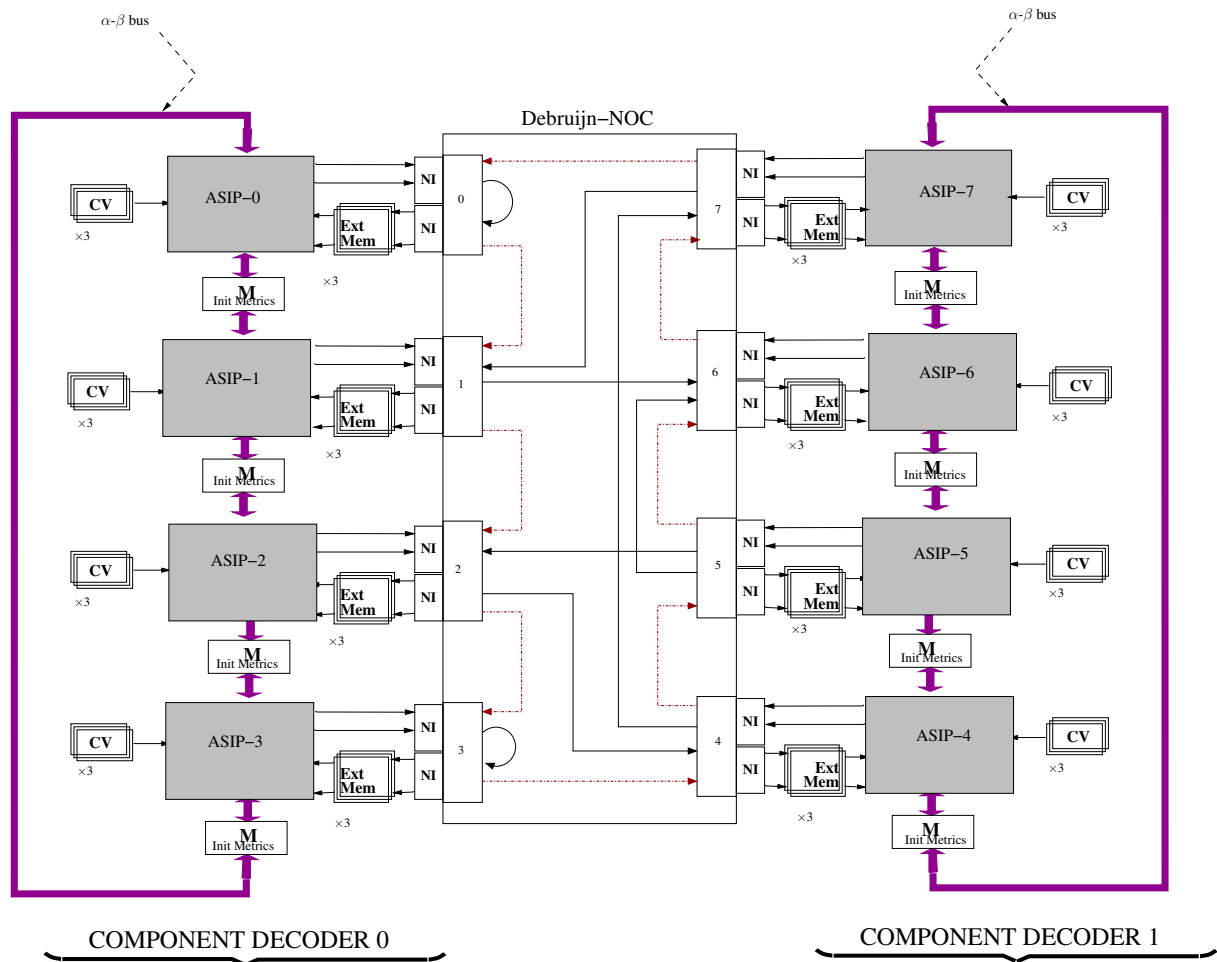 α-β bus
α-β bus
Debruijn−NOC
CV
×3
ASIP−0
NI
NI
Ext
Mem
×3
0
M
Init Metrics
7
NI
NI
Ext
Mem
×3
ASIP−7
CV
×3
M
Init Metrics
CV
×3
ASIP−1
NI
NI
Ext
Mem
×3
1
M
Init Metrics
6
NI
NI
Ext
Mem
×3
ASIP−6
CV
×3
M
Init Metrics
CV
×3
ASIP−2
NI
NI
Ext
Mem
×3
2
M
Init Metrics
5
NI
NI
Ext
Mem
×3
ASIP−5
CV
×3
M
Init Metrics
CV
×3
ASIP−3
NI
NI
Ext
Mem
×3
3
M
Init Metrics
4
NI
NI
Ext
Mem
×3
ASIP−4
CV
×3
M
Init Metrics
COMPONENT DECODER 0
COMPONENT DECODER 1